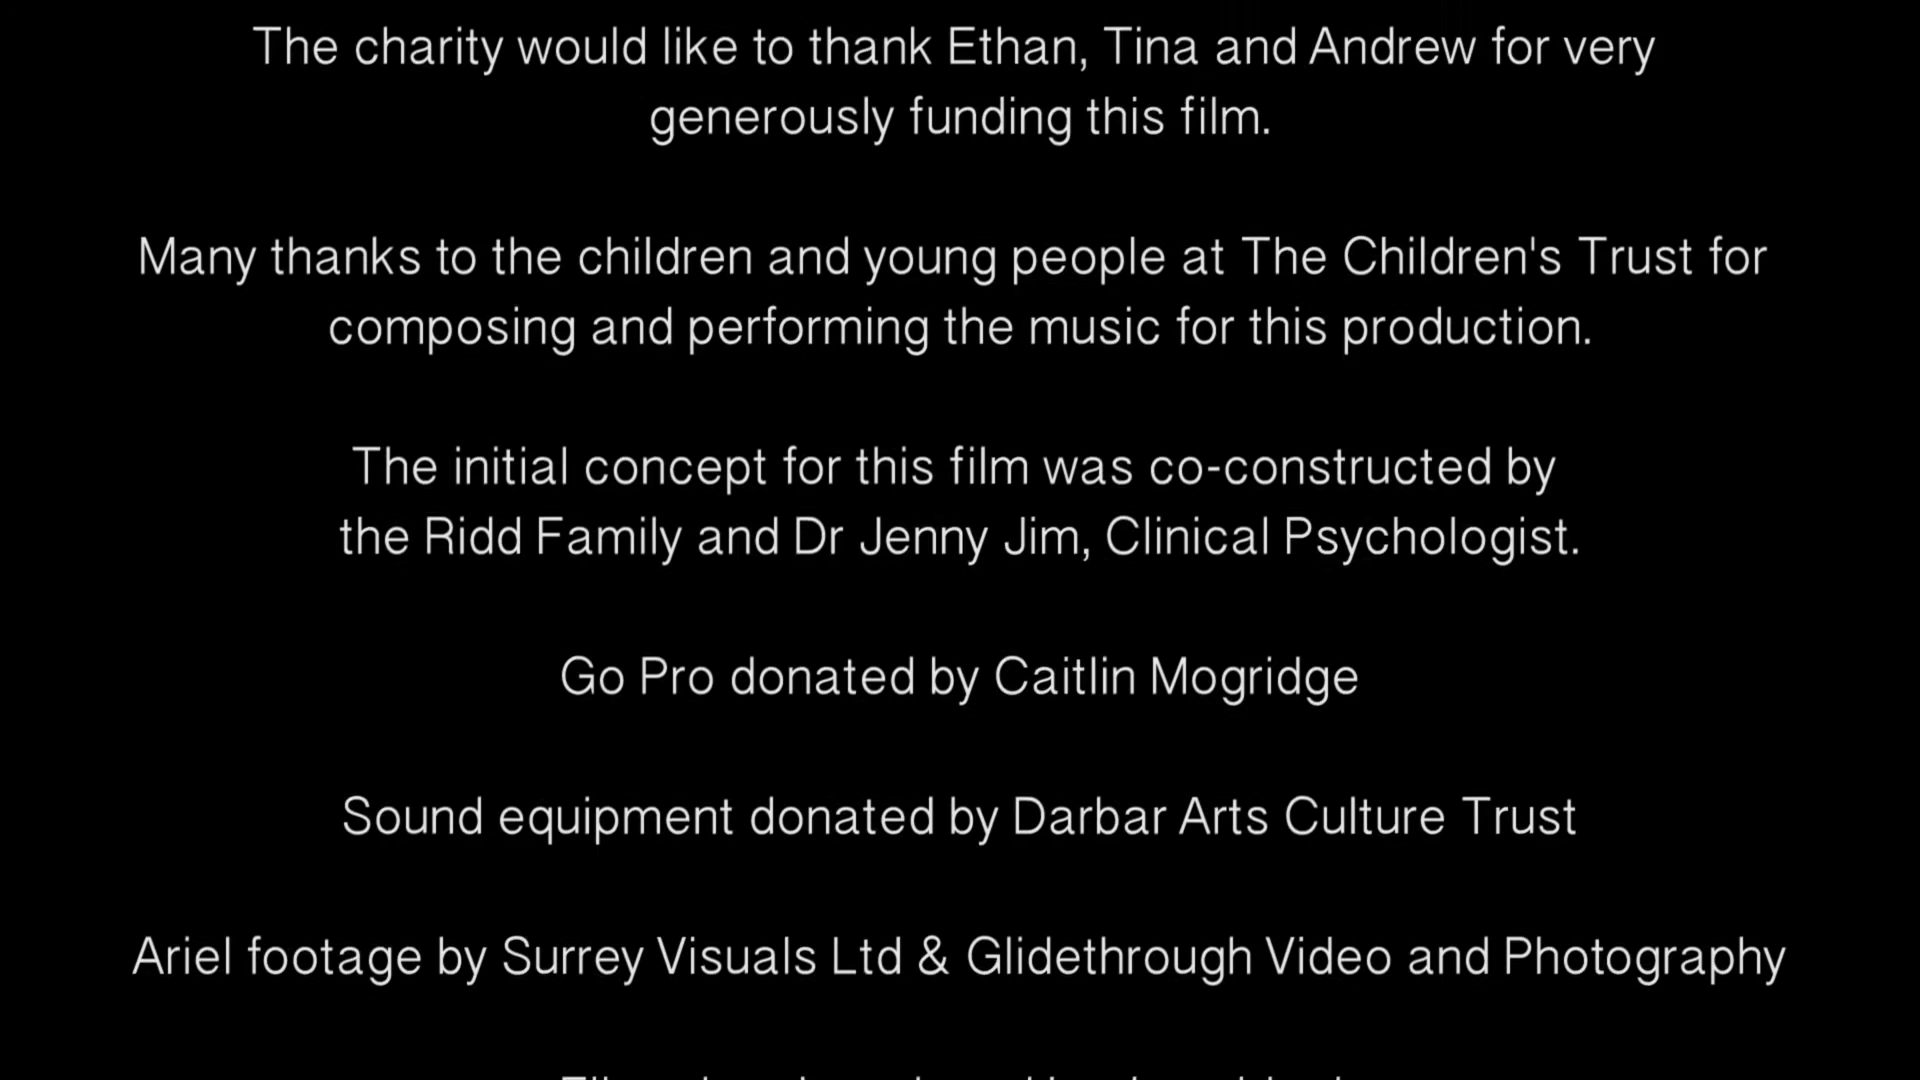 The charity would like to thank Ethan, Tina and Andrew for very
generously funding this film.
Many thanks to the children and young people at The Children's Trust for
composing and performing the music for this production.
The initial concept for this film was co-constructed by
the Ridd Family and Dr Jenny Jim, Clinical Psychologist.
Go Pro donated by Caitlin Mogridge
Sound equipment donated by Darbar Arts Culture Trust
Ariel footage by Surrey Visuals Ltd & Glidethrough Video and Photography